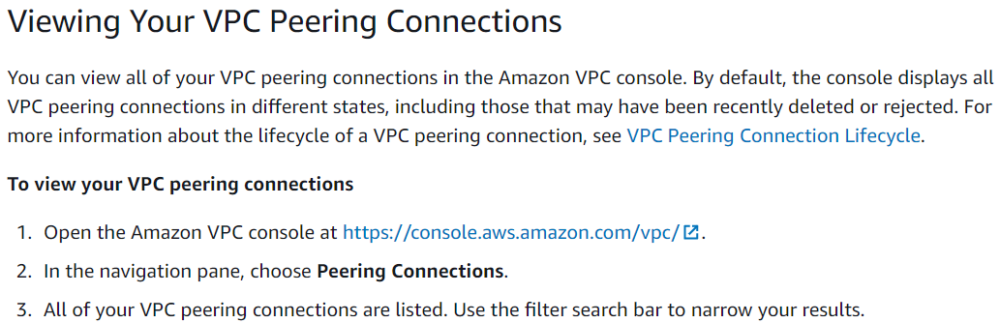 Viewing Your VPC Peering Connections
You can view all of your VPC peering connections in the Amazon VPC console. By default, the console displays all
VPC peering connections in different states, including those that may have been recently deleted or rejected. For
more information about the lifecycle of a VPC peering connection, see VPC Peering Connection Lifecycle.
To view your VPC peering connections
1. Open the Amazon VPC console at https://console.aws.amazon.com/vpc/.
2. In the navigation pane, choose Peering Connections.
3. All of your VPC peering connections are listed. Use the filter search bar to narrow your results.